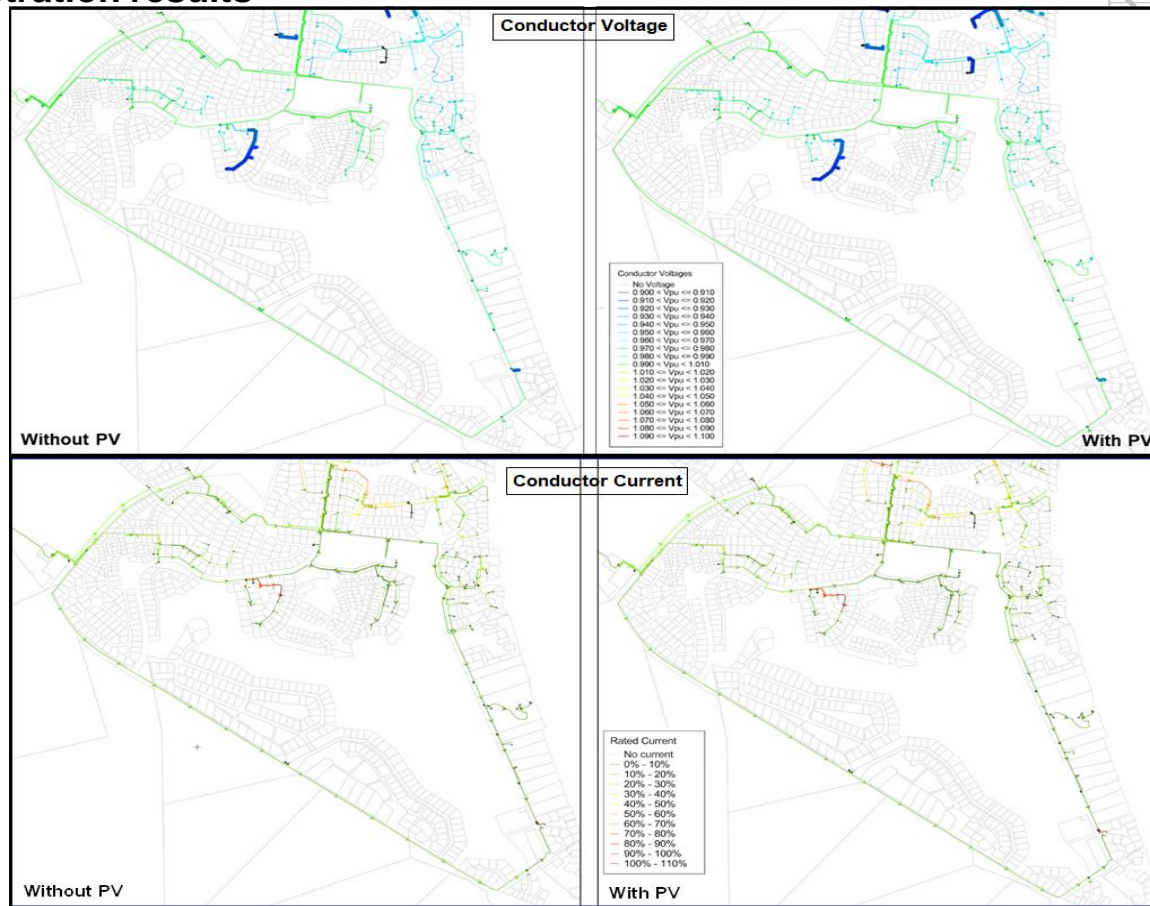 tration results
Conductor Voltage
Conductor Voltages
No Voltage
0.900 < Vpu <= 0.910
0.910 < Vpu <= 0.920
0.920 < Vpu <= 0.930
0.930 < Vpu <= 0.940
0.940 < Vpu <= 0.950
0.950 < Vpu <= 0.960
0.960 < Vpu <= 0.970
0.970 < Vpu <= 0.980
0.980 < Vpu <= 0.990
0.990 < Vpu < 1.010
1.010 <= Vpu < 1.020
1.020 <= Vpu < 1.030
1.030 <= Vpu < 1.040
1.040 <= Vpu < 1.050
1.050 <= Vpu < 1.060
1.060 <= Vpu < 1.070
1.070 <= Vpu < 1.080
1.080 <= Vpu < 1.090
1.090 <= Vpu < 1.100
Without PV
With PV
Conductor Current
Rated Current
No current
0% - 10%
10% - 20%
20% - 30%
30% - 40%
40% - 50%
50% - 60%
60% - 70%
70% - 80%
80% - 90%
90% - 100%
100% - 110%
Without PV
With PV